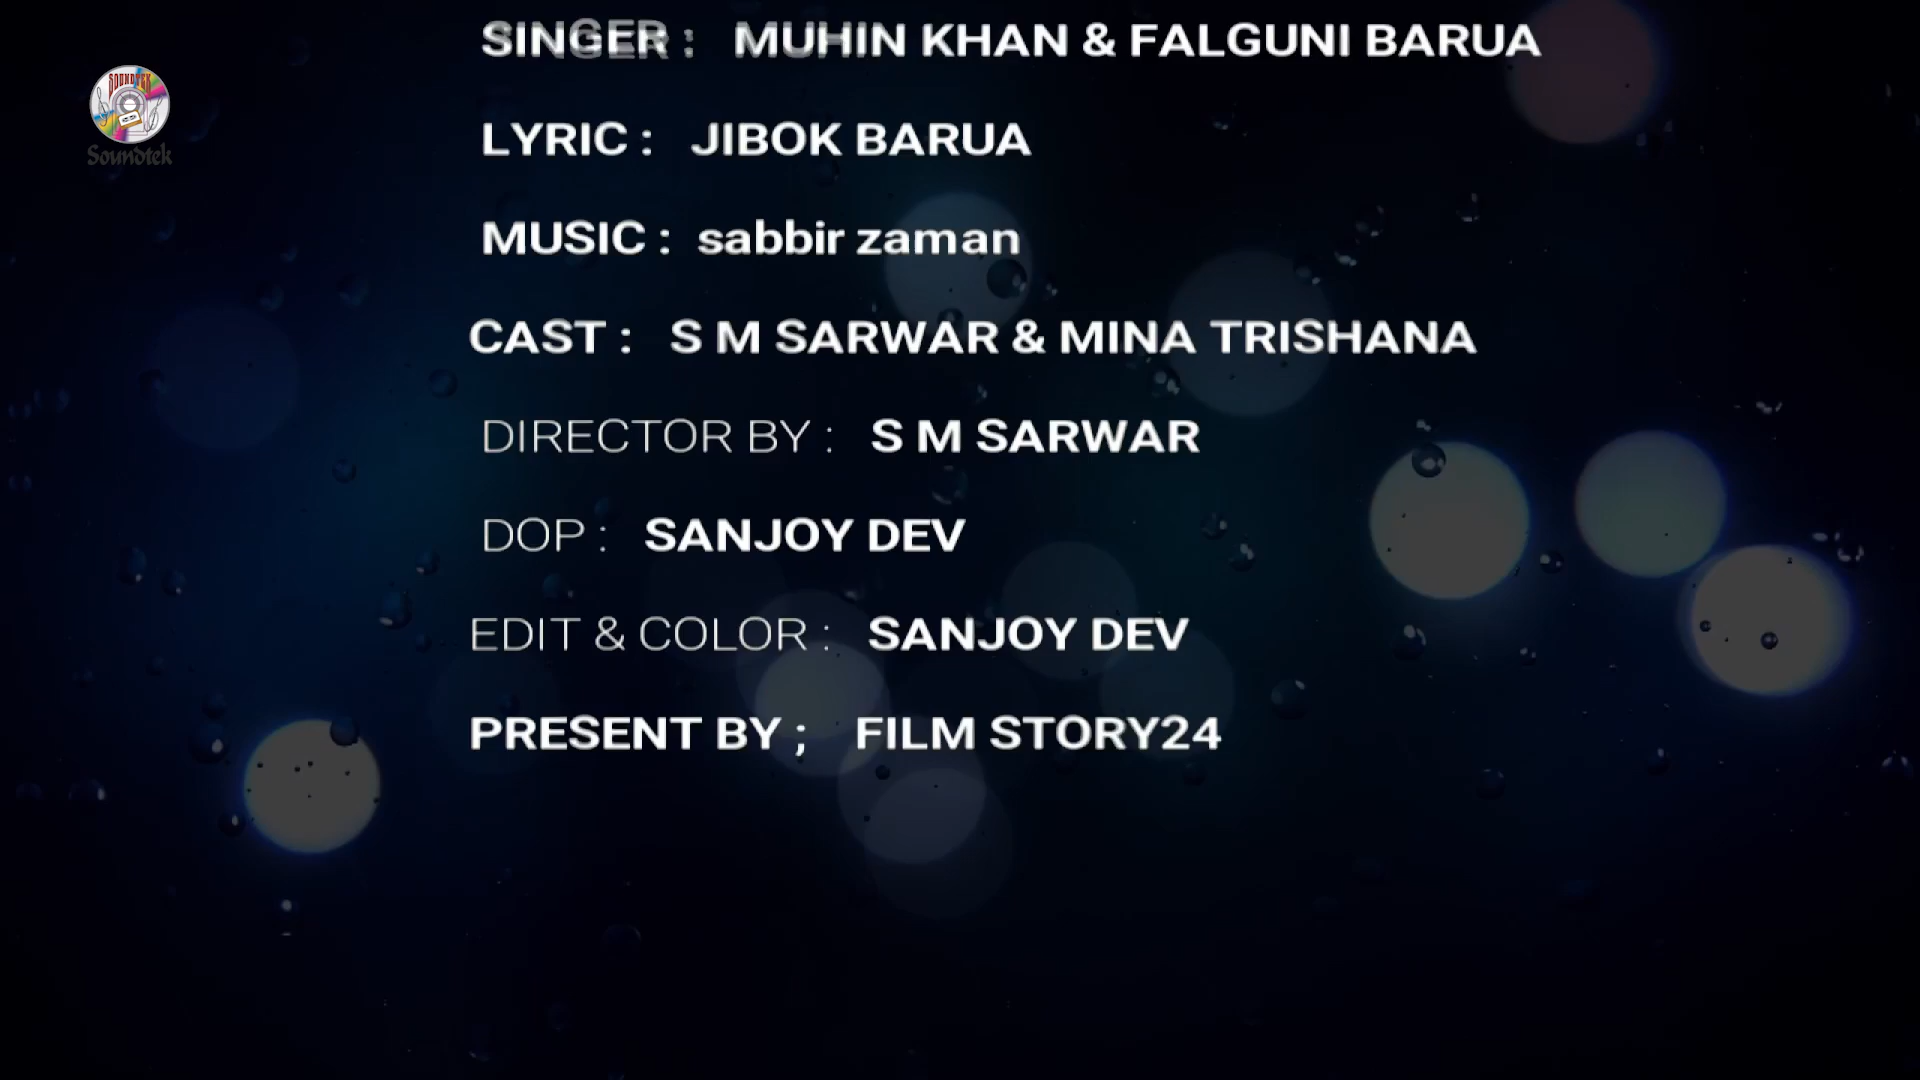 SINGER : MUHIN KHAN & FALGUNI BARUA
SOUNDTEK
Soundtek
LYRIC : JIBOK BARUA
MUSIC : sabbir zaman
CAST : S M SARWAR & MINA TRISHANA
DIRECTOR BY : S M SARWAR
DOP : SANJOY DEV
EDIT & COLOR : SANJOY DEV
PRESENT BY ; FILM STORY24